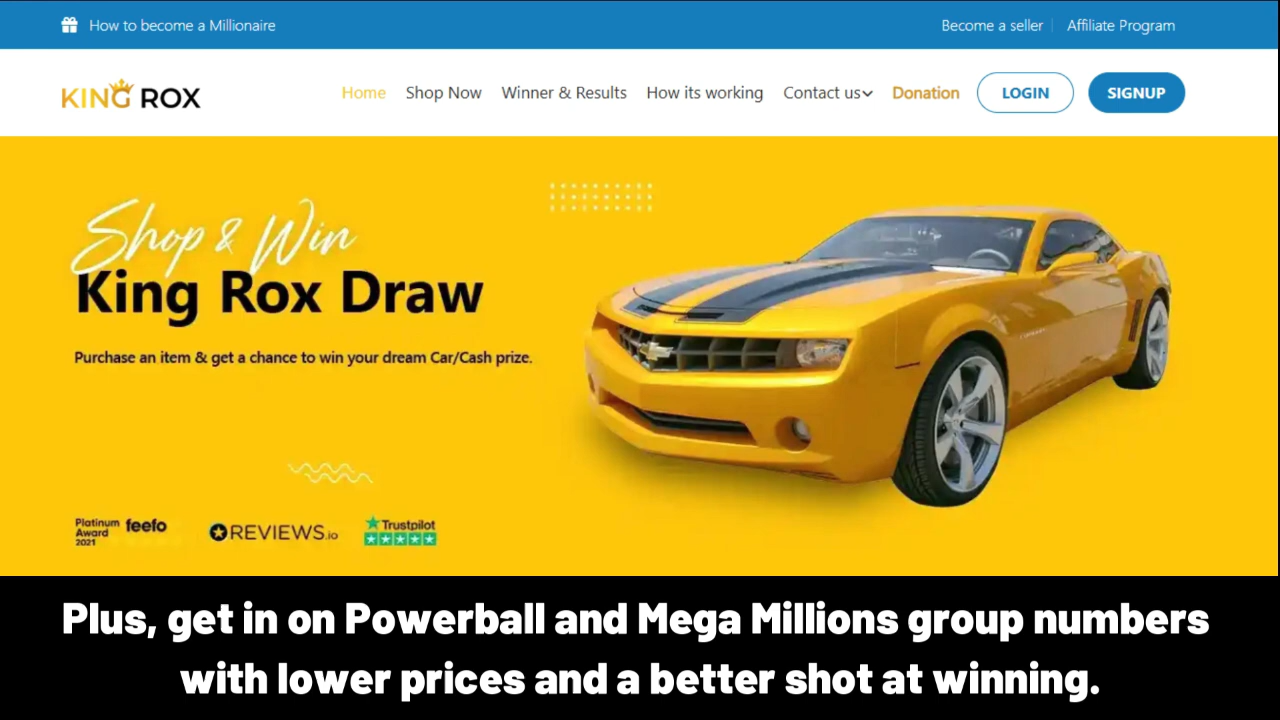 How to become a Millionaire
Become a seller
Affiliate Program
KING ROX
Home
Shop Now
Winner & Results
How its working
Contact us
Donation
LOGIN
SIGNUP
Shop & Win
King Rox Draw
Purchase an item & get a chance to win your dream Car/Cash prize.
Platinum
Award
2021
feefo
REVIEWS.io
Trustpilot
Plus, get in on Powerball and Mega Millions group numbers
with lower prices and a better shot at winning.